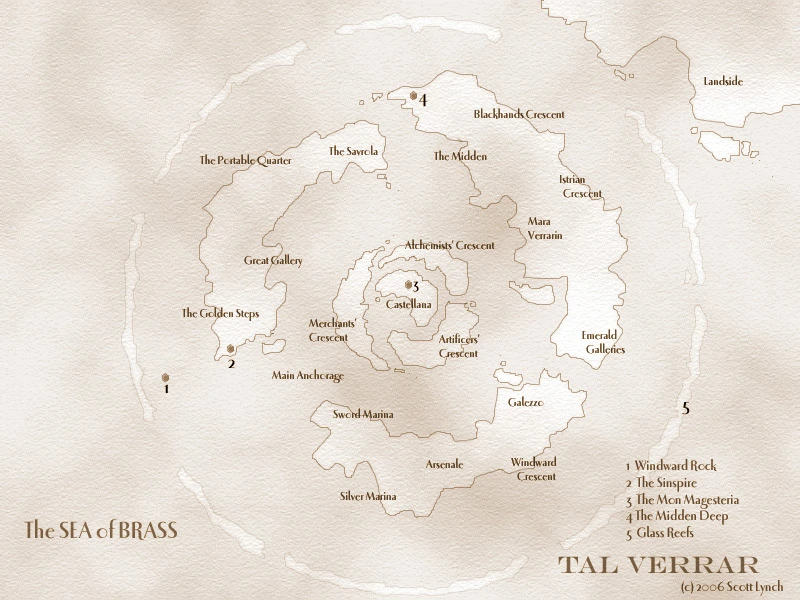 Landside
4
Blackhands Crescent
The Savrola
The Portable Quarter
The Midden
Istrian
Crescent
Mara
Verrarin
Alchemists' Crescent
Great Gallery
3
Castellana
The Golden Steps
Merchants'
Crescent
Artificers'
Crescent
Emerald
Galleries
2
Main Anchorage
1
Galezzo
5
Sword Marina
Arsenale
Windward
Crescent
Silver Marina
1 Windward Rock
2 The Sinspire
3 The Mon Magesteria
4 The Midden Deep
5 Glass Reefs
The SEA of BRASS
TAL VERRAR
(c) 2006 Scott Lynch